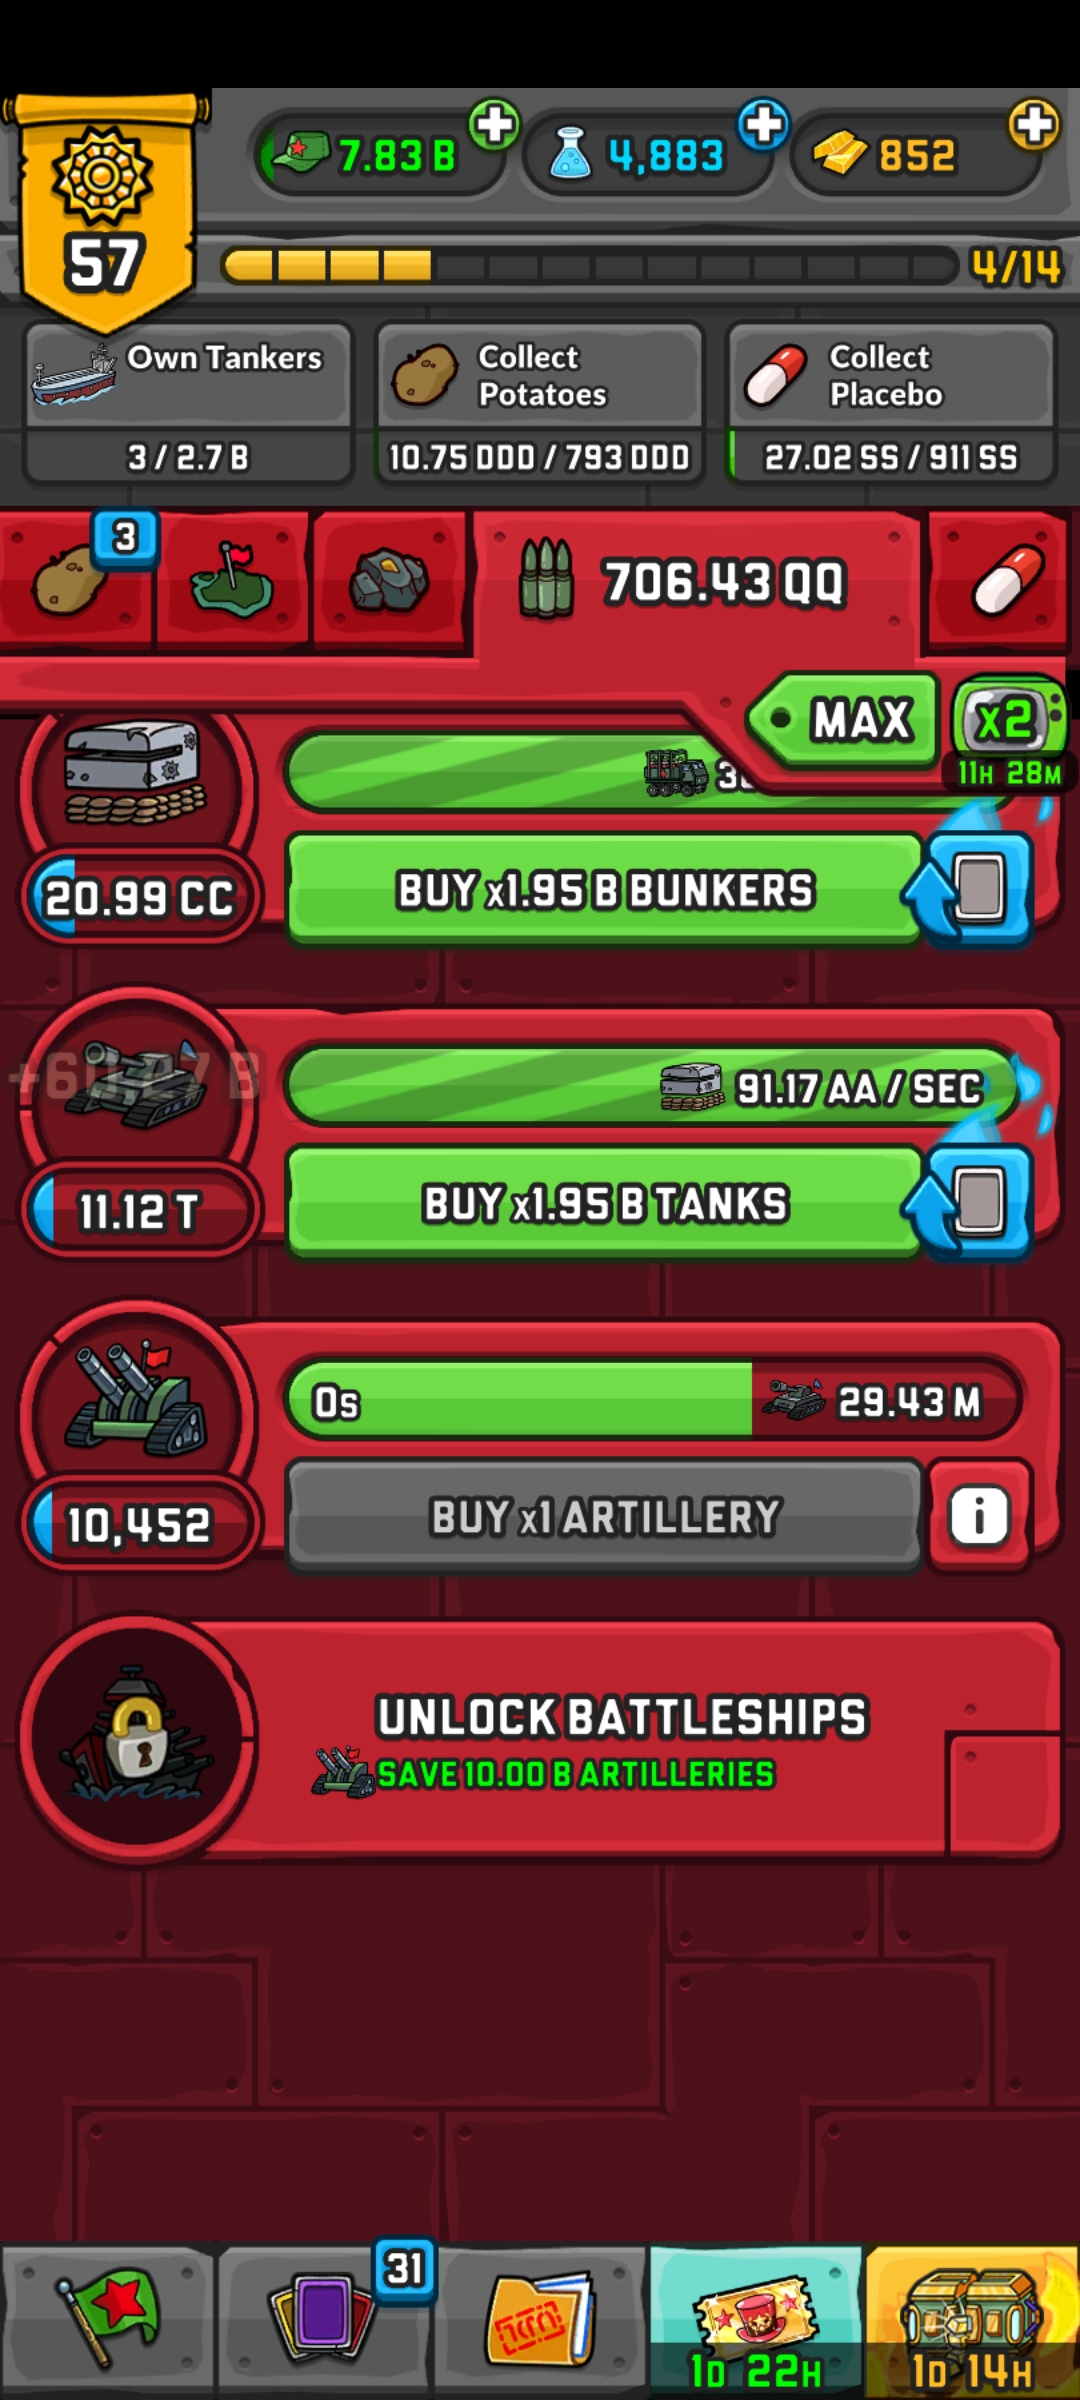 7.83 B
4,883
852
57
4/14
Own Tankers
3 / 2.7 B
Collect
Potatoes
10.75 DDD / 793 DDD
Collect
Placebo
27.02 SS / 911 SS
3
706.43 QQ
MAX
x2
11H 28M
20.99 CC
BUY x1.95 B BUNKERS
91.17 AA / SEC
11.12 T
BUY x1.95 B TANKS
0s
29.43 M
10,452
BUY x1 ARTILLERY
i
UNLOCK BATTLESHIPS
SAVE 10.00 B ARTILLERIES
31
1D 22H
1D 14H